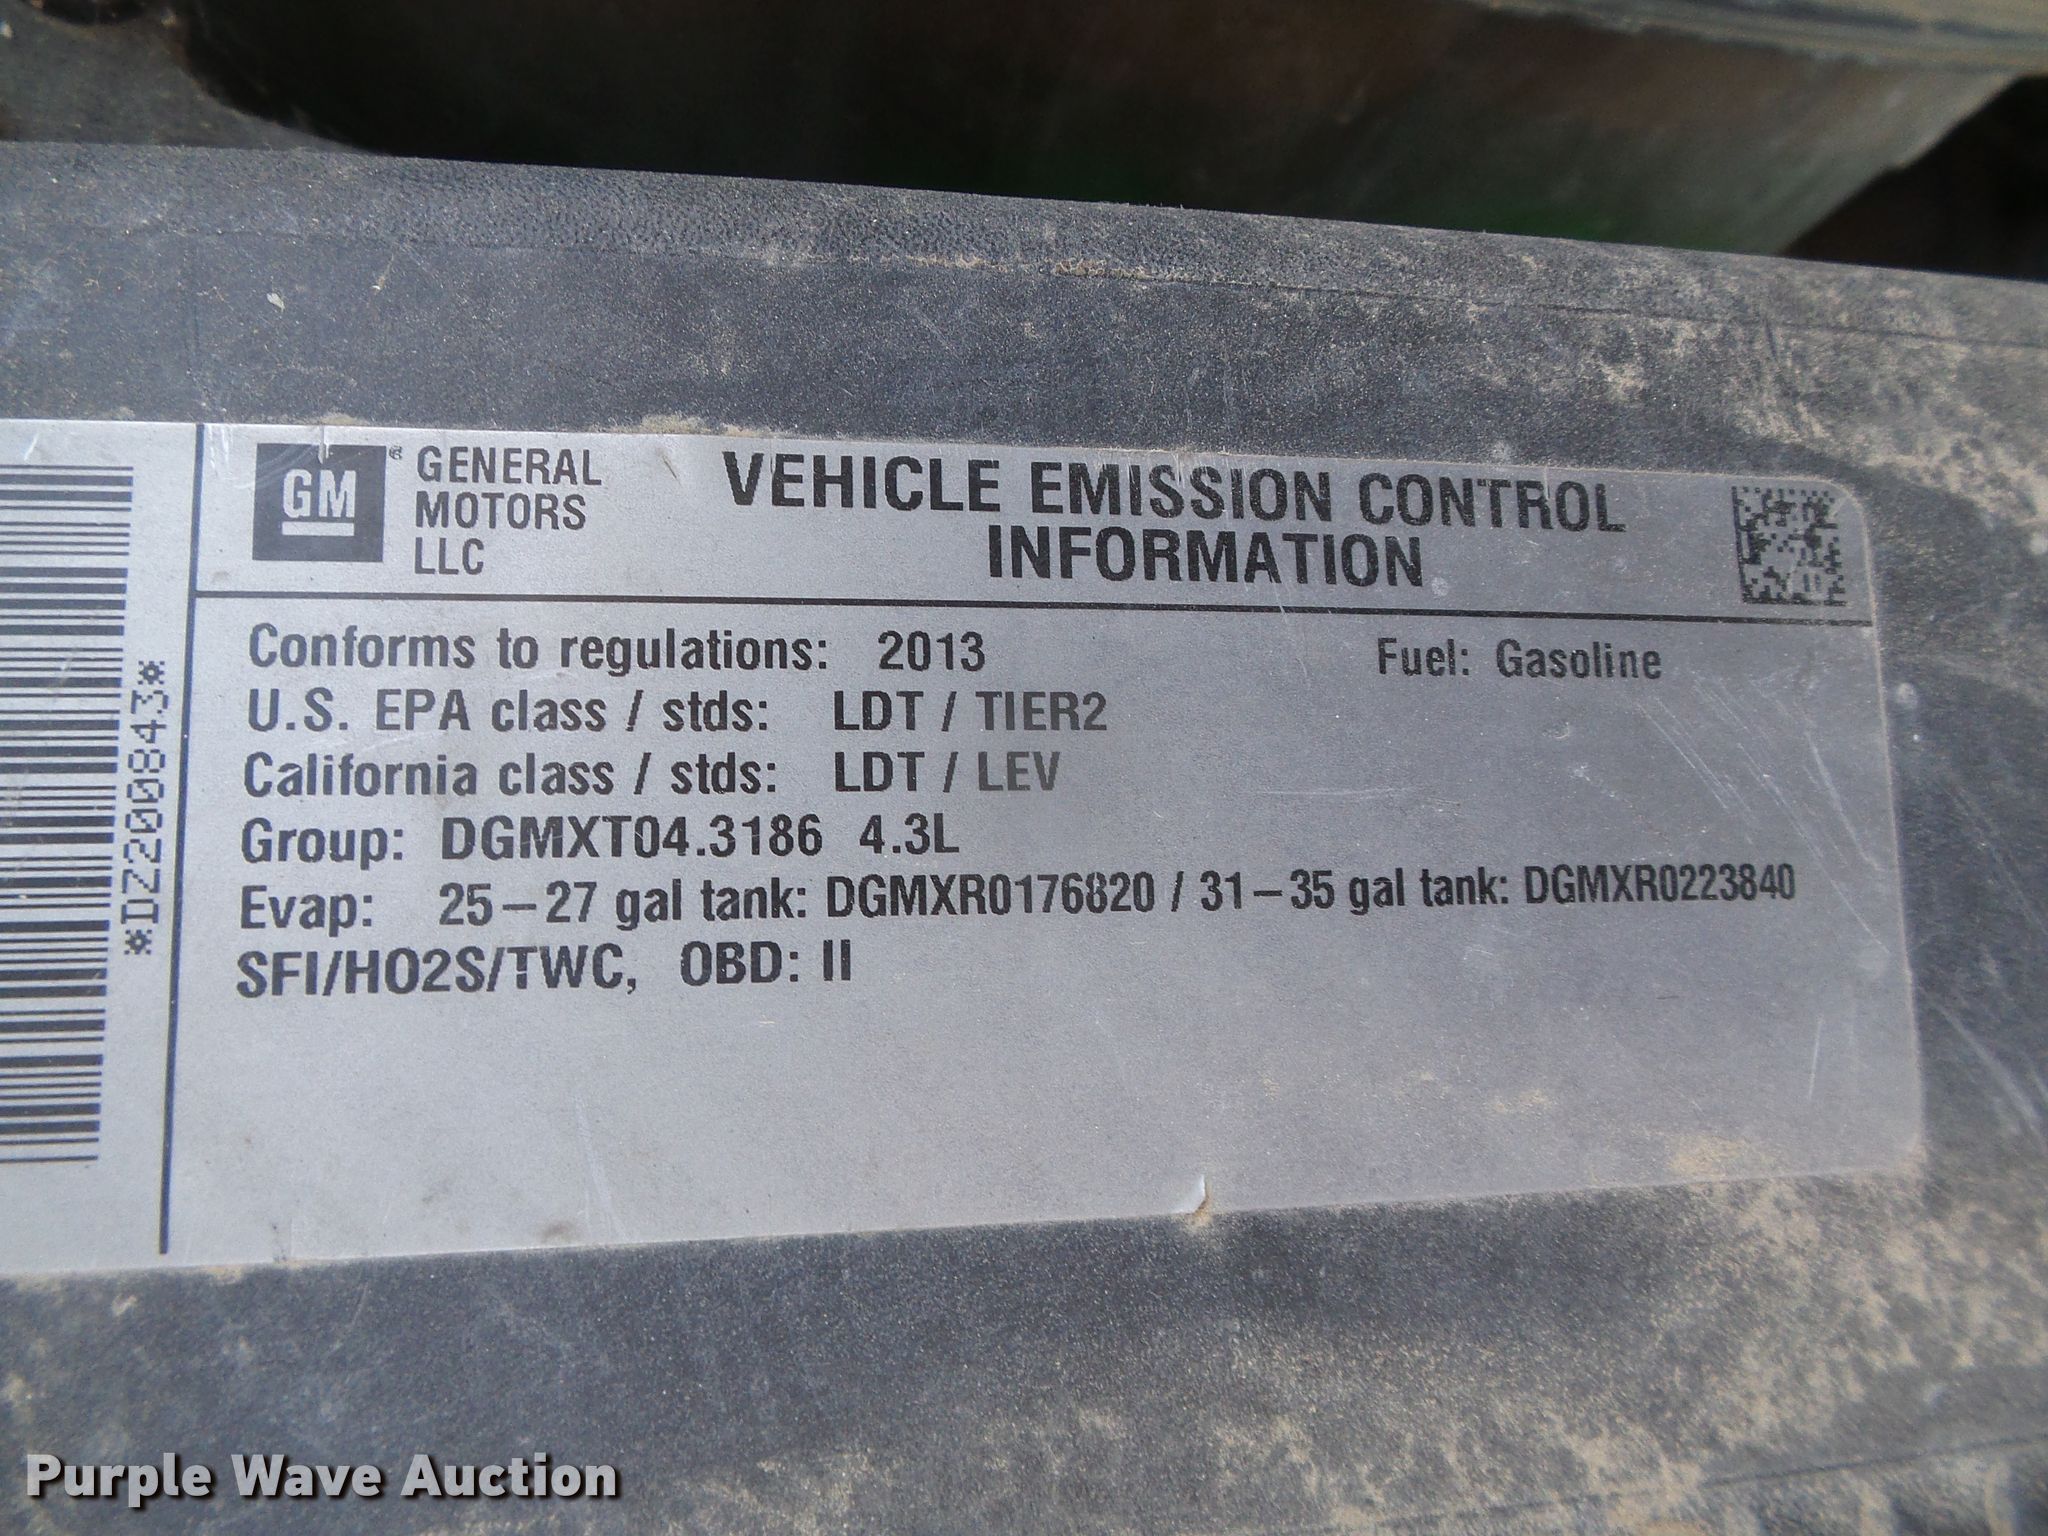 GM ® GENERAL MOTORS LLC
VEHICLE EMISSION CONTROL
INFORMATION
Conforms to regulations: 2013 Fuel: Gasoline
U.S. EPA class / stds: LDT / TIER2
California class / stds: LDT / LEV
Group: DGMXT04.3186 4.3L
Evap: 25–27 gal tank: DGMXR0176820 / 31–35 gal tank: DGMXR0223840
SFI/HO2S/TWC, OBD: II
*DZ200843*
Purple Wave Auction